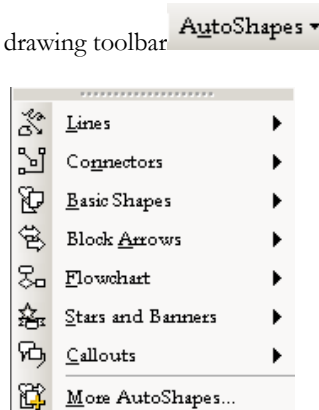 drawing toolbar AutoShapes
Lines
Connectors
Basic Shapes
Block Arrows
Flowchart
Stars and Banners
Callouts
More AutoShapes...